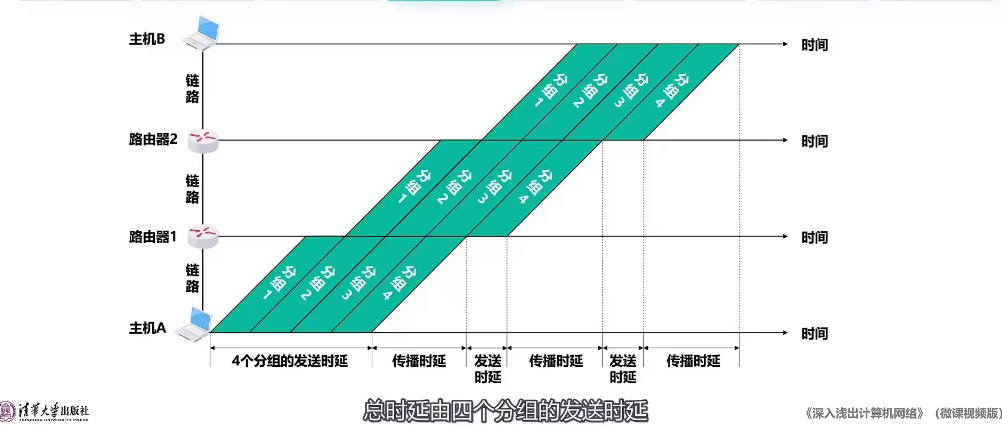 主机B
时间
链路
分组1
分组2
分组3
分组4
路由器2
时间
链路
分组1
分组2
分组3
分组4
路由器1
时间
链路
分组1
分组2
分组3
分组4
主机A
时间
4个分组的发送时延
传播时延
发送
时延
传播时延
发送
时延
传播时延
清华大学出版社
TSINGHUA UNIVERSITY PRESS
总时延由四个分组的发送时延
《深入浅出计算机网络》（微课视频版）